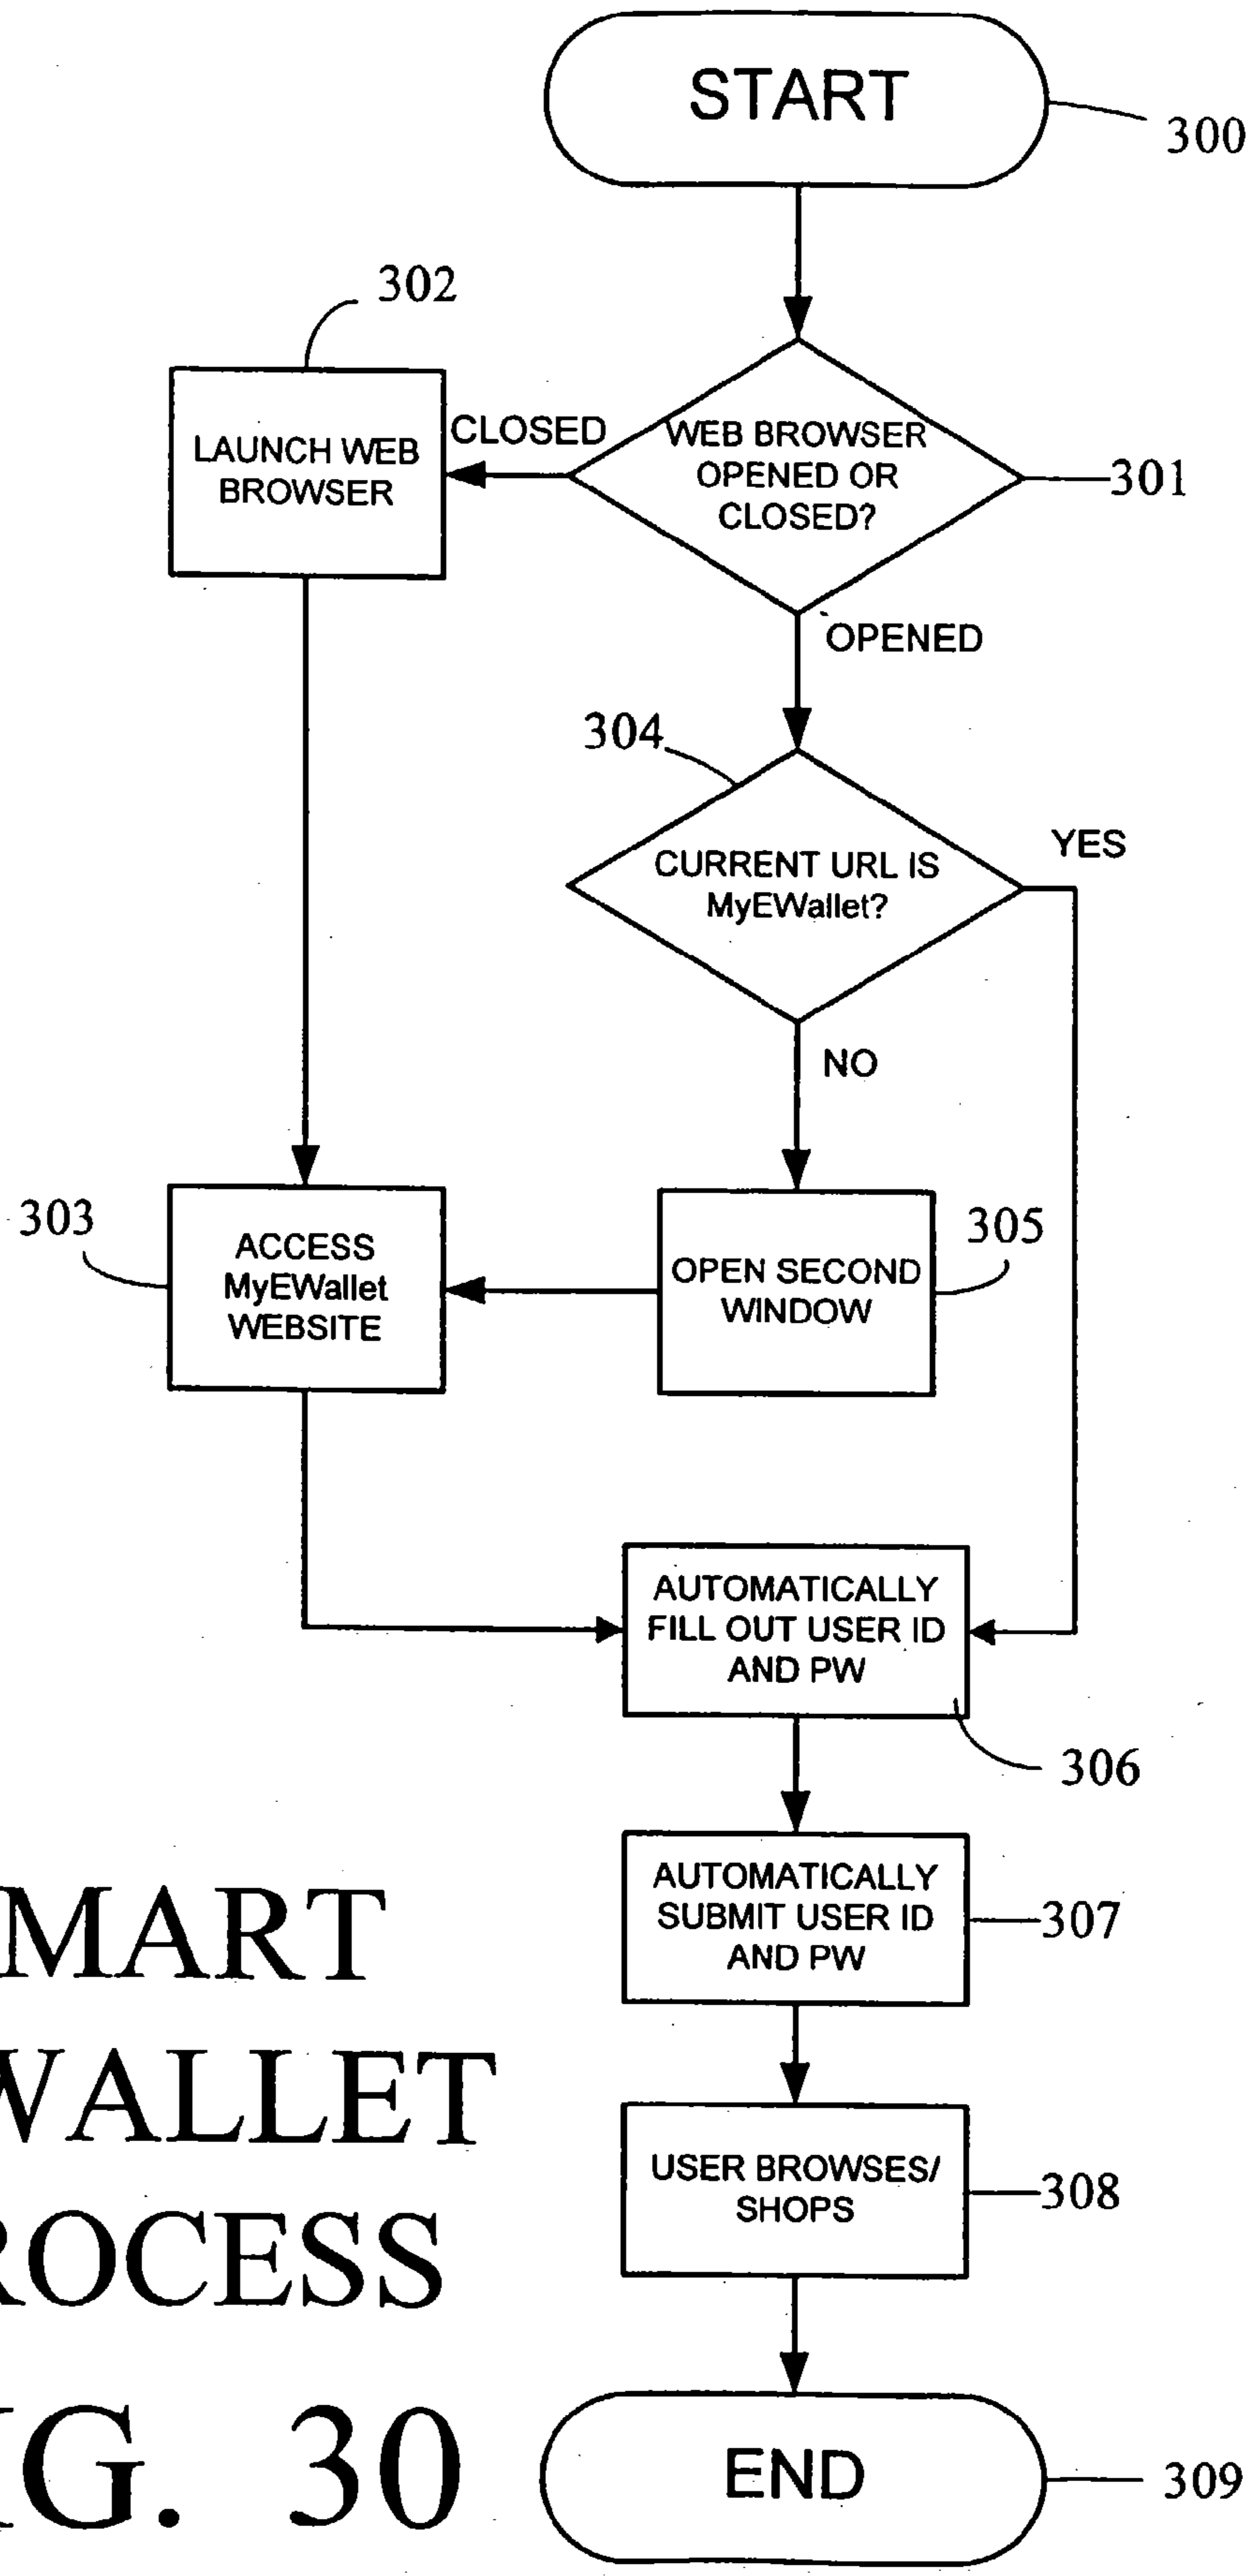 START
300
302
CLOSED
LAUNCH WEB
BROWSER
WEB BROWSER
OPENED OR
CLOSED?
301
OPENED
304
YES
CURRENT URL IS
MyEWallet?
NO
303
ACCESS
MyEWallet
WEBSITE
305
OPEN SECOND
WINDOW
AUTOMATICALLY
FILL OUT USER ID
AND PW
306
AUTOMATICALLY
SUBMIT USER ID
AND PW
307
USER BROWSES/
SHOPS
308
END
309
MART
WALLET
ROCESS
IG. 30